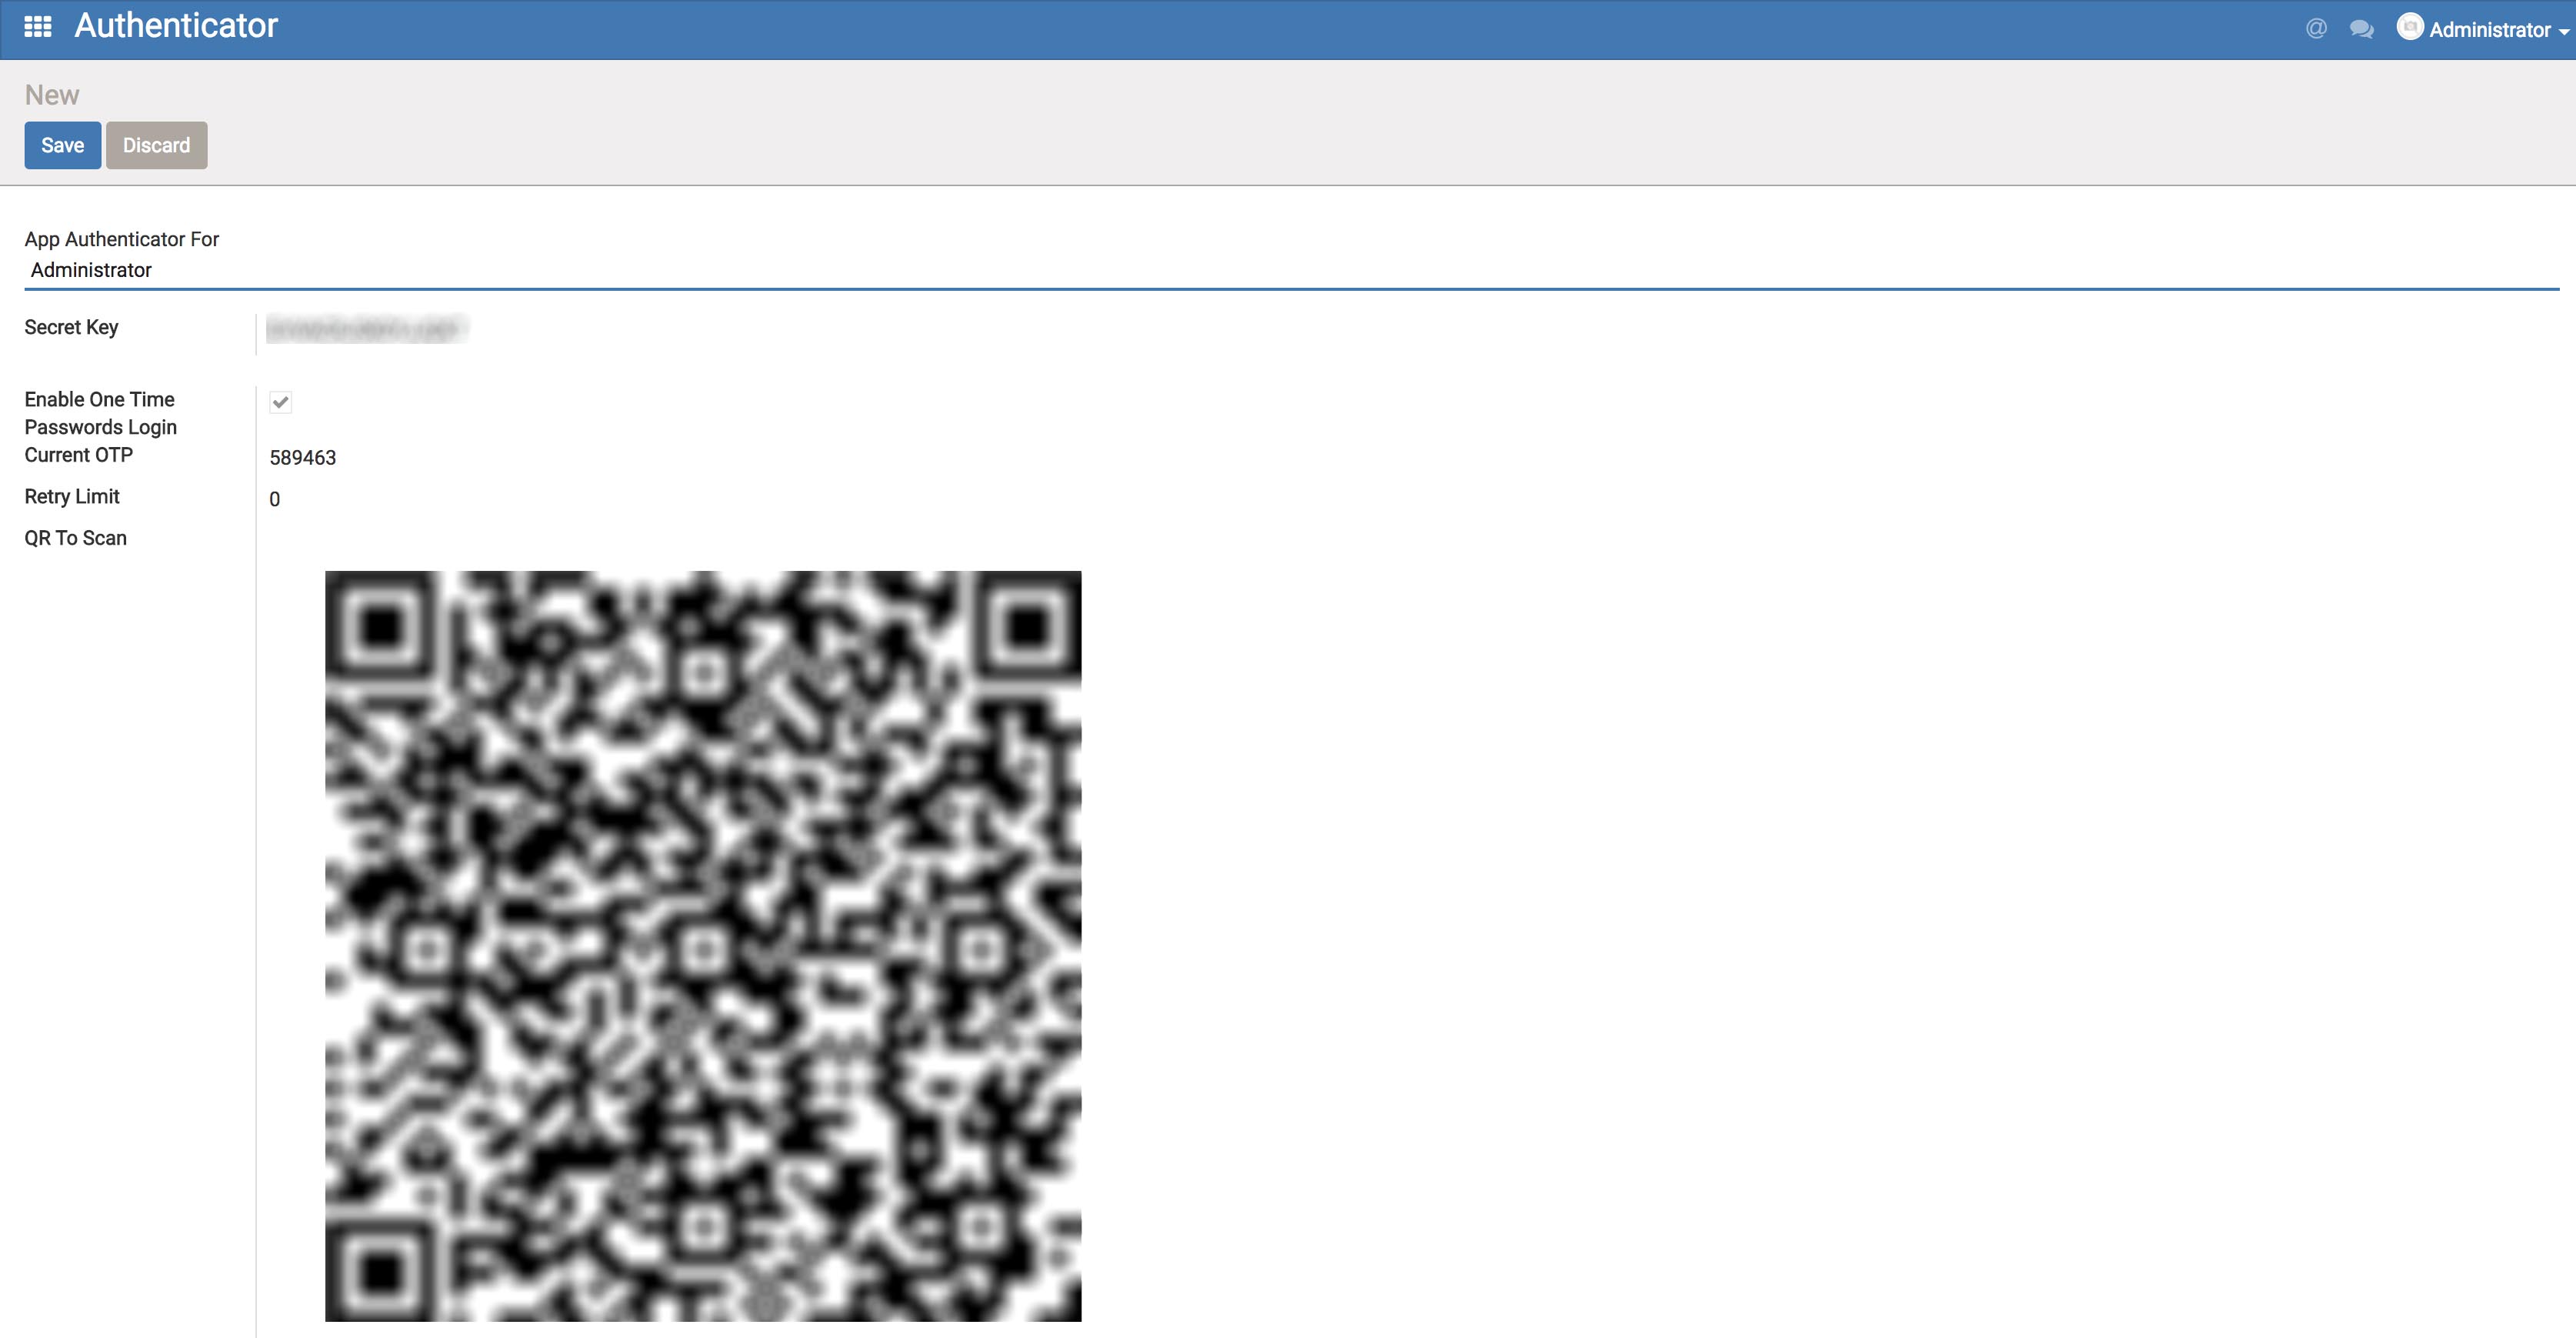 Authenticator
@ Administrator
New
Save Discard
App Authenticator For
Administrator
Secret Key
Enable One Time
Passwords Login
Current OTP 589463
Retry Limit 0
QR To Scan